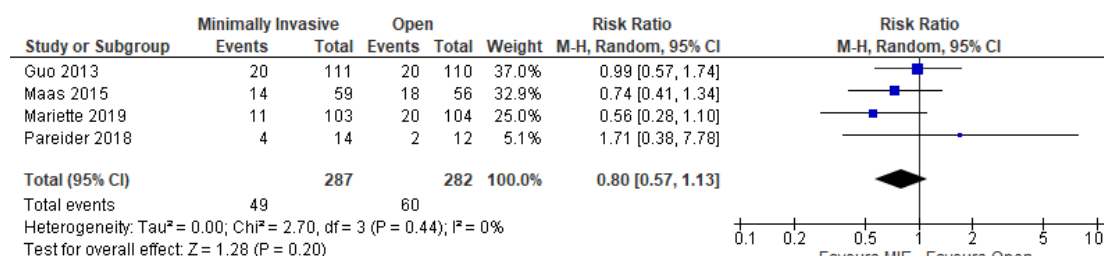 Minimally Invasive Open Risk Ratio Risk Ratio
Study or Subgroup Events Total Events Total Weight M-H, Random, 95% CI M-H, Random, 95% CI
Guo 2013 20 111 20 110 37.0% 0.99 [0.57, 1.74]
Maas 2015 14 59 18 56 32.9% 0.74 [0.41, 1.34]
Mariette 2019 11 103 20 104 25.0% 0.56 [0.28, 1.10]
Pareider 2018 4 14 2 12 5.1% 1.71 [0.38, 7.78]
Total (95% CI) 287 282 100.0% 0.80 [0.57, 1.13]
Total events 49 60
Heterogeneity: Tau² = 0.00; Chi² = 2.70, df = 3 (P = 0.44); I² = 0%
Test for overall effect: Z = 1.28 (P = 0.20)
0.1 0.2 0.5 1 2 5 10
Favours MIE Favours Open